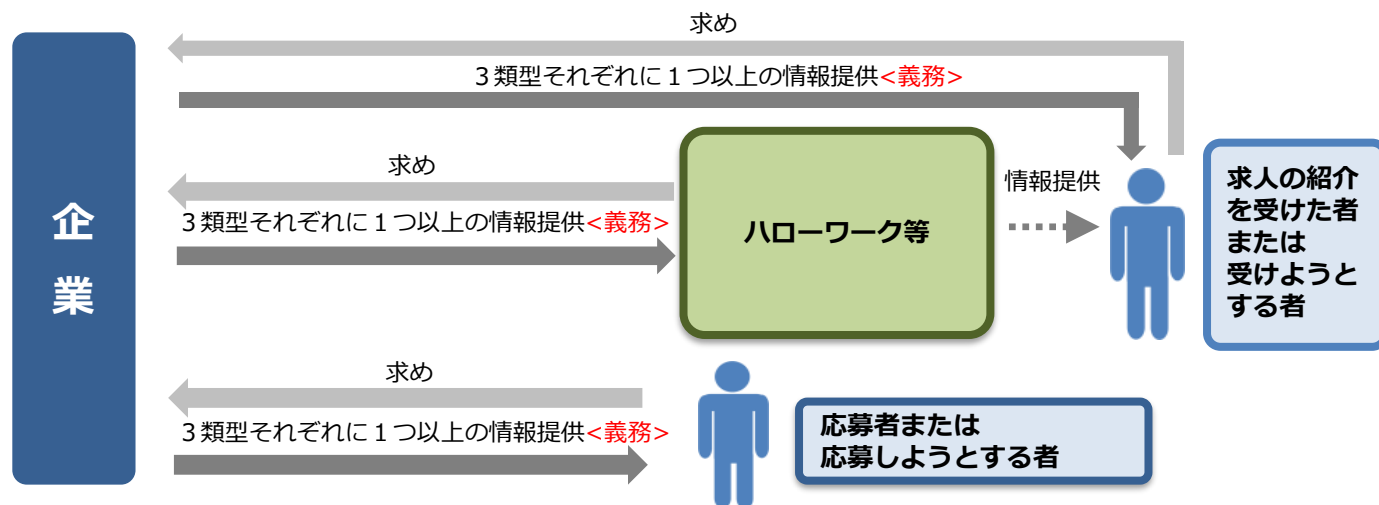 求め
３類型それぞれに１つ以上の情報提供<義務>
企
業
求め
３類型それぞれに１つ以上の情報提供<義務>
ハローワーク等
情報提供
求人の紹介
を受けた者
または
受けようと
する者
求め
３類型それぞれに１つ以上の情報提供<義務>
応募者または
応募しようとする者